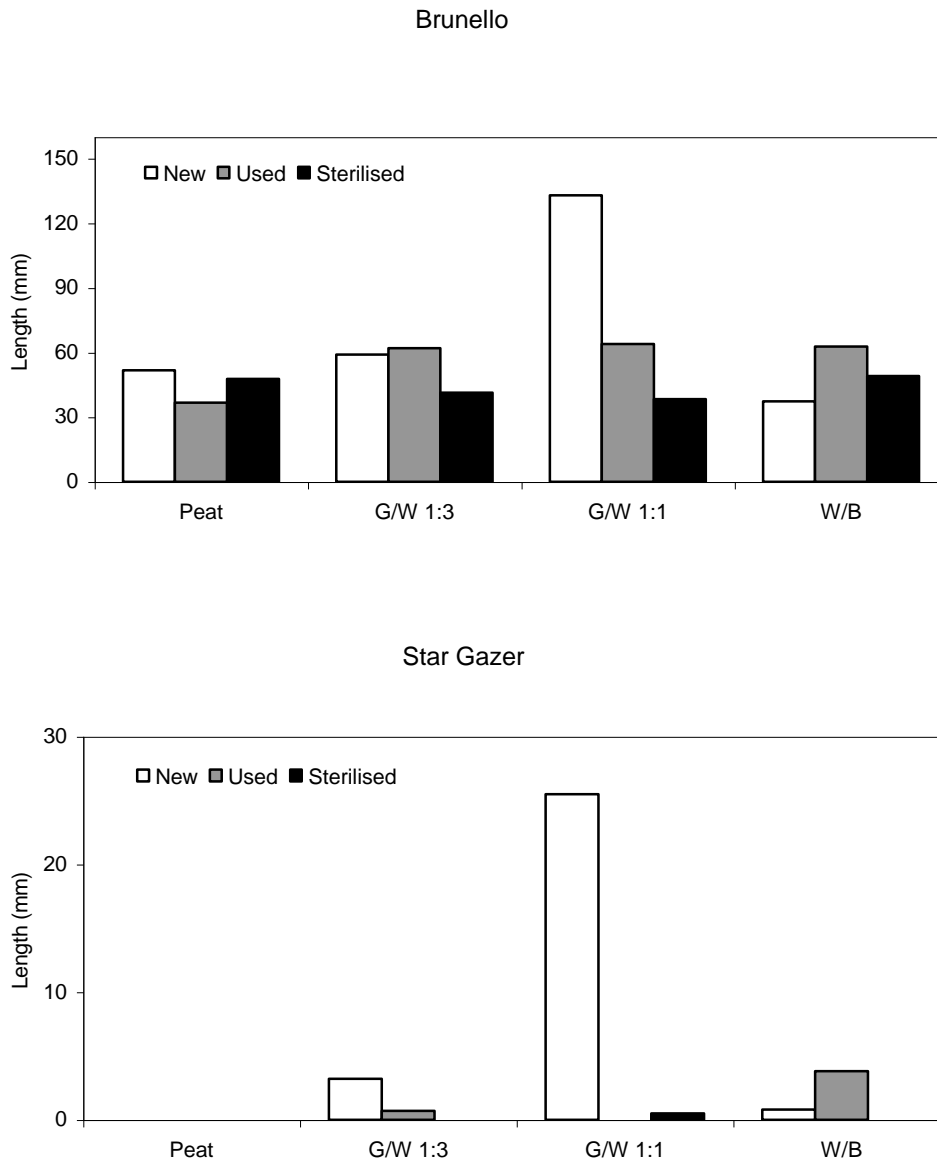 Brunello
150
120
90
60
30
0
Length (mm)
New Used Sterilised
Peat G/W 1:3 G/W 1:1 W/B
Star Gazer
30
20
10
0
Length (mm)
New Used Sterilised
Peat G/W 1:3 G/W 1:1 W/B